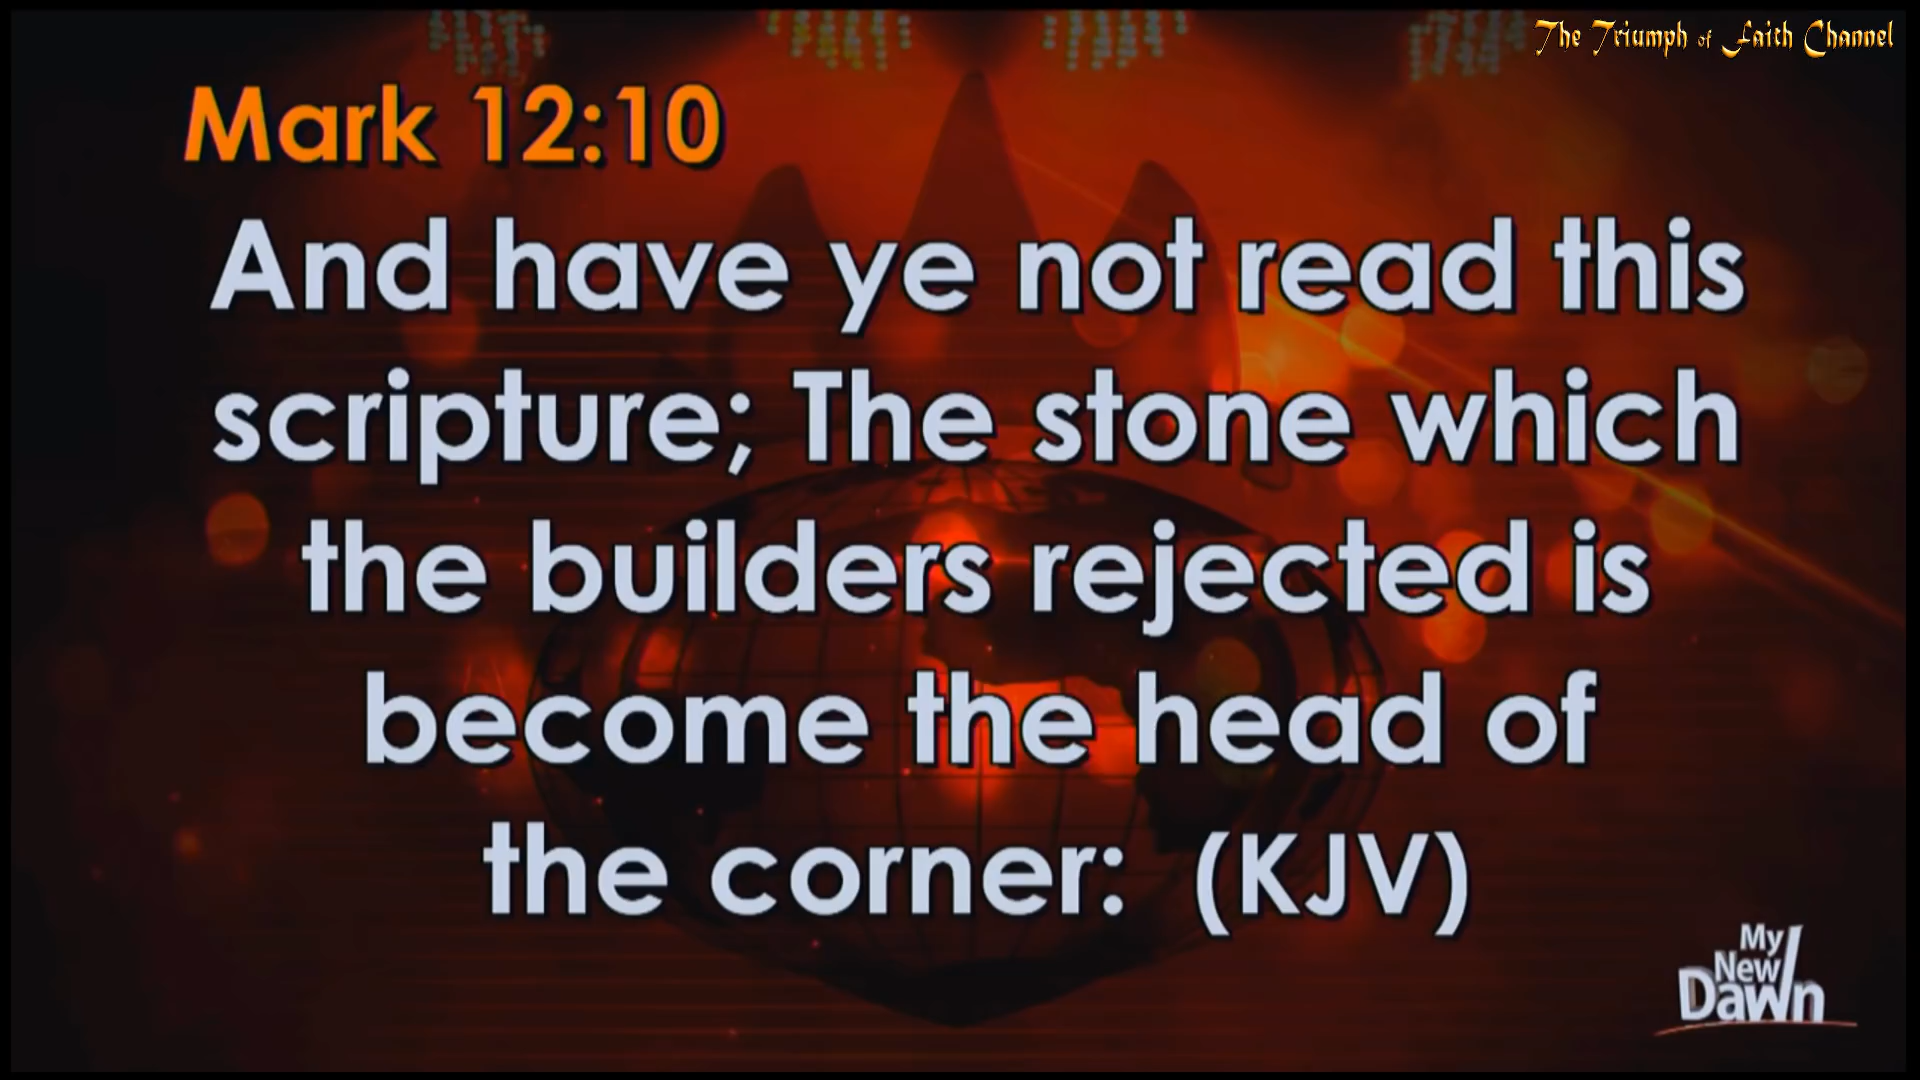 The Triumph of Faith Channel
Mark 12:10
And have ye not read this
scripture; The stone which
the builders rejected is
become the head of
the corner: (KJV)
My
New
Dawn